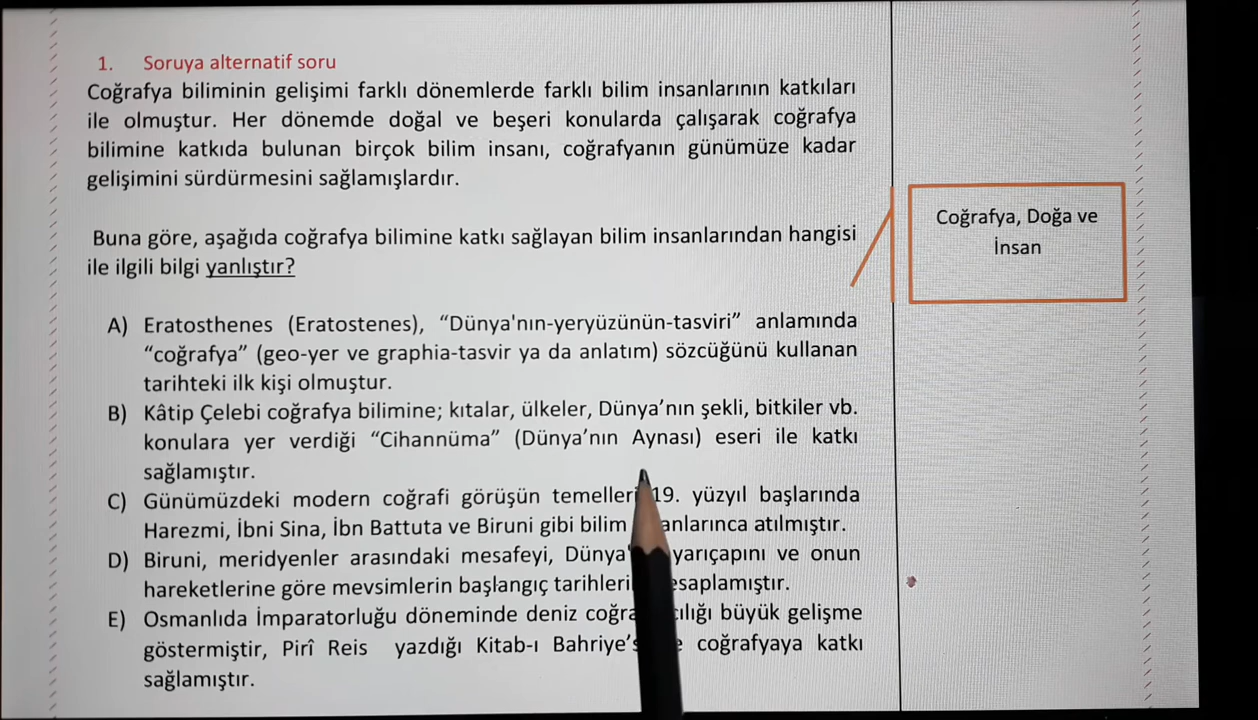 1. Soruya alternatif soru
Coğrafya biliminin gelişimi farklı dönemlerde farklı bilim insanlarının katkıları
ile olmuştur. Her dönemde doğal ve beşeri konularda çalışarak coğrafya
bilimine katkıda bulunan birçok bilim insanı, coğrafyanın günümüze kadar
gelişimini sürdürmesini sağlamışlardır.
Buna göre, aşağıda coğrafya bilimine katkı sağlayan bilim insanlarından hangisi
ile ilgili bilgi yanlıştır?
Coğrafya, Doğa ve
İnsan
A) Eratosthenes (Eratostenes), “Dünya'nın-yeryüzünün-tasviri” anlamında
“coğrafya” (geo-yer ve graphia-tasvir ya da anlatım) sözcüğünü kullanan
tarihteki ilk kişi olmuştur.
B) Kâtip Çelebi coğrafya bilimine; kıtalar, ülkeler, Dünya’nın şekli, bitkiler vb.
konulara yer verdiği “Cihannüma” (Dünya’nın Aynası) eseri ile katkı
sağlamıştır.
C) Günümüzdeki modern coğrafi görüşün temelleri 19. yüzyıl başlarında
Harezmi, İbni Sina, İbn Battuta ve Biruni gibi bilim atılmıştır.
D) Biruni, meridyenler arasındaki mesafeyi, yarıçapını ve onun
hareketlerine göre mevsimlerin başlangıç
E) Osmanlıda İmparatorluğu döneminde deniz büyük gelişme
göstermiştir, Pirî Reis yazdığı Kitab-ı coğrafyaya katkı
sağlamıştır.